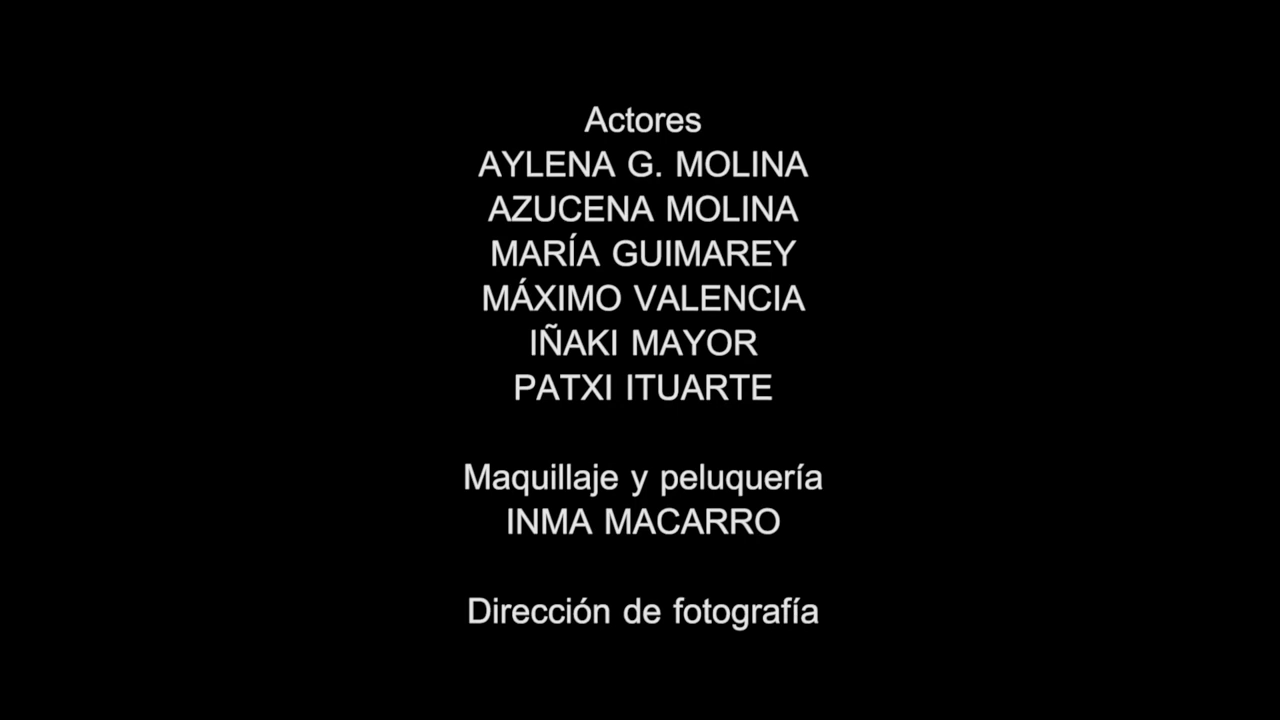 Actores
AYLENA G. MOLINA
AZUCENA MOLINA
MARÍA GUIMAREY
MÁXIMO VALENCIA
IÑAKI MAYOR
PATXI ITUARTE
Maquillaje y peluquería
INMA MACARRO
Dirección de fotografía